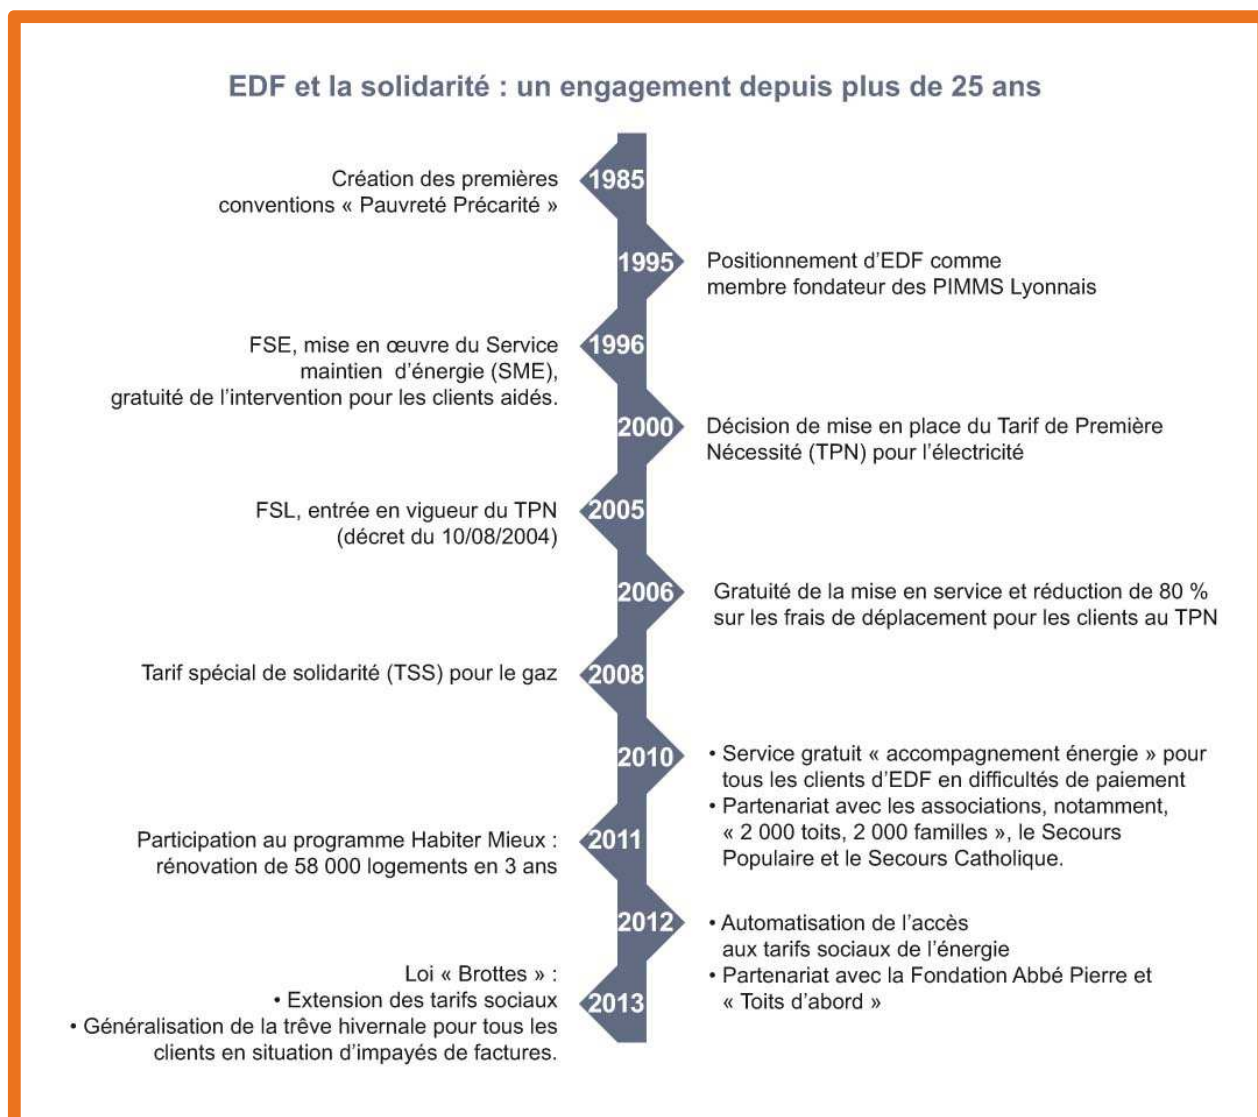 EDF et la solidarité : un engagement depuis plus de 25 ans
1985
Création des premières
conventions « Pauvreté Précarité »
1995
Positionnement d'EDF comme
membre fondateur des PIMMS Lyonnais
1996
FSE, mise en œuvre du Service
maintien d'énergie (SME),
gratuité de l'intervention pour les clients aidés.
2000
Décision de mise en place du Tarif de Première
Nécessité (TPN) pour l'électricité
2005
FSL, entrée en vigueur du TPN
(décret du 10/08/2004)
2006
Gratuité de la mise en service et réduction de 80 %
sur les frais de déplacement pour les clients au TPN
2008
Tarif spécial de solidarité (TSS) pour le gaz
2010
• Service gratuit « accompagnement énergie » pour
tous les clients d'EDF en difficultés de paiement
• Partenariat avec les associations, notamment,
« 2 000 toits, 2 000 familles », le Secours
Populaire et le Secours Catholique.
2011
Participation au programme Habiter Mieux :
rénovation de 58 000 logements en 3 ans
2012
• Automatisation de l'accès
aux tarifs sociaux de l'énergie
• Partenariat avec la Fondation Abbé Pierre et
« Toits d'abord »
2013
Loi « Brottes » :
• Extension des tarifs sociaux
• Généralisation de la trêve hivernale pour tous les
clients en situation d'impayés de factures.